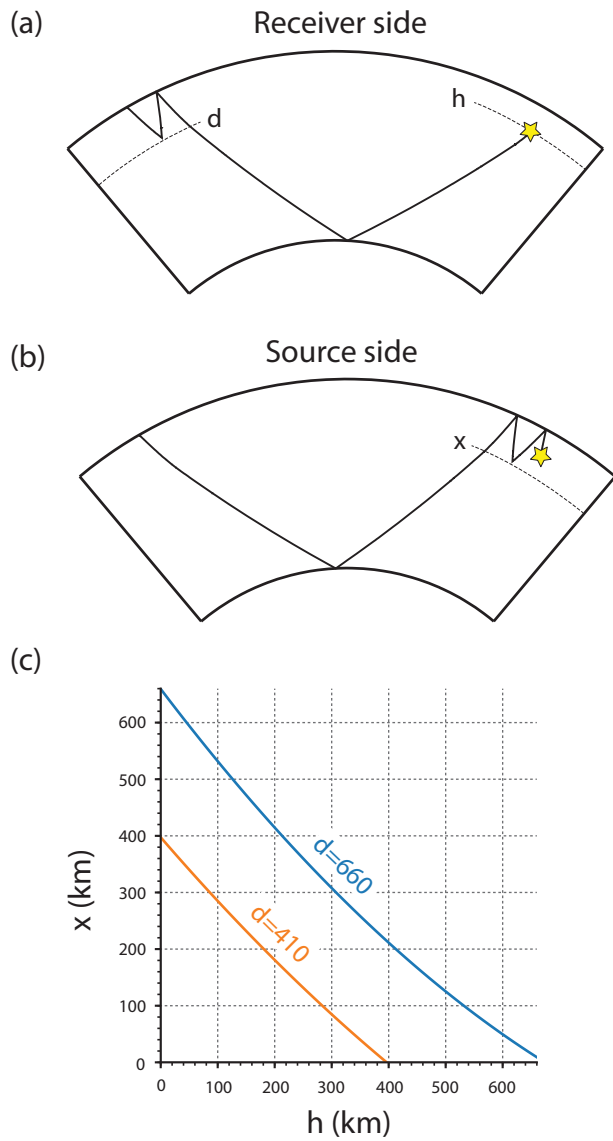 (a)
Receiver side
d
h
(b)
Source side
x
(c)
600
500
400
300
200
100
0
x (km)
d=660
d=410
0
100
200
300
400
500
600
h (km)